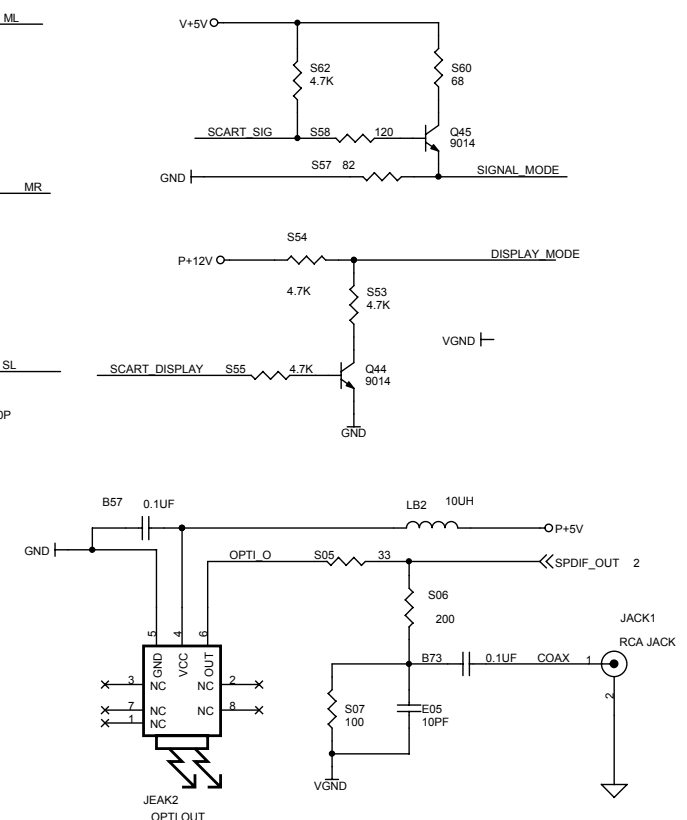 ML
V+5V
S62
4.7K
S60
68
SCART_SIG
S58
120
Q45
9014
S57 82
GND
SIGNAL_MODE
MR
S54
P+12V
DISPLAY_MODE
4.7K
S53
4.7K
VGND
SL
SCART_DISPLAY
S55
4.7K
Q44
9014
0P
GND
B57
0.1UF
LB2
10UH
P+5V
GND
OPTI_O
S05
33
SPDIF_OUT 2
S06
200
JACK1
RCA JACK
5
4
6
GND
VCC
OUT
B73
0.1UF
COAX
1
3
NC
NC
2
2
7
NC
NC
8
1
NC
S07
100
E05
10PF
VGND
JEAK2
OPTI OUT